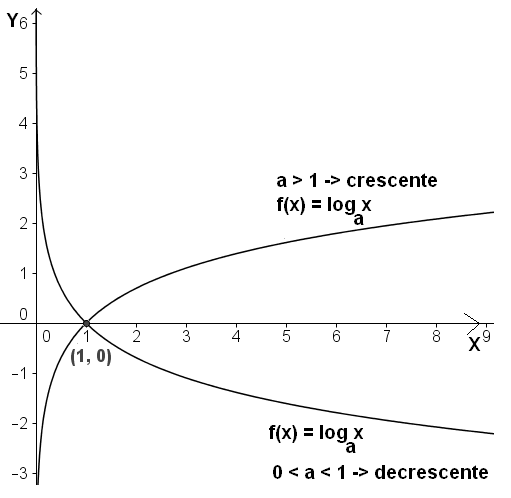 Y
6
5
4
3
2
1
0
-1
-2
-3
0 1 2 3 4 5 6 7 8 9
X
(1, 0)
a > 1 -> crescente
f(x) = log x
a
f(x) = log x
a
0 < a < 1 -> decrescente